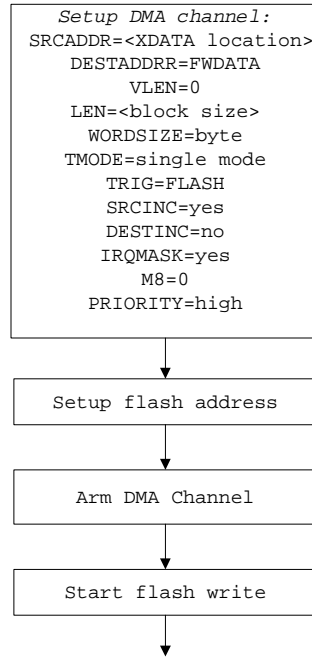 Setup DMA channel:
SRCADDR=<XDATA location>
DESTADDRR=FWDATA
VLEN=0
LEN=<block size>
WORDSIZE=byte
TMODE=single mode
TRIG=FLASH
SRCINC=yes
DESTINC=no
IRQMASK=yes
M8=0
PRIORITY=high
Setup flash address
Arm DMA Channel
Start flash write